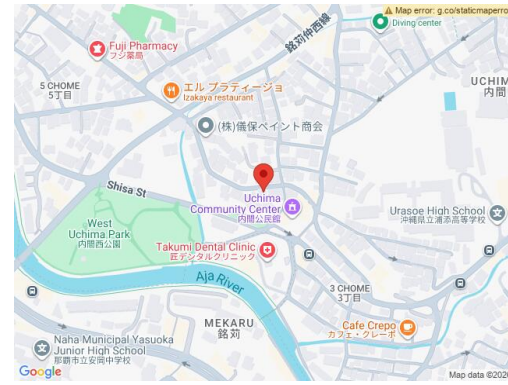 Map error: g.co/staticmaperro
Diving center
Fuji Pharmacy
フジ薬局
銘苅仲西線
エル プラティージョ
Izakaya restaurant
UCHIM
内間
5 CHOME
5丁目
(株)儀保ペイント商会
Shisa St
Uchima
Community Center
内間公民館
Urasoe High School
沖縄県立浦添高等学校
West
Uchima Park
内間西公園
Takumi Dental Clinic
匠デンタルクリニック
Aja River
3 CHOME
3丁目
MEKARU
銘苅
Cafe Crepo
カフェ・クレーポ
Naha Municipal Yasuoka
Junior High School
那覇市立安岡中学校
Google
Map data ©2026